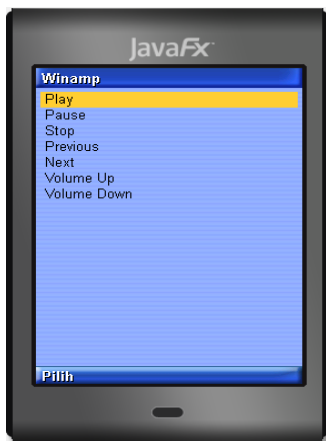 JavaFx
Winamp
Play
Pause
Stop
Previous
Next
Volume Up
Volume Down
Pilih